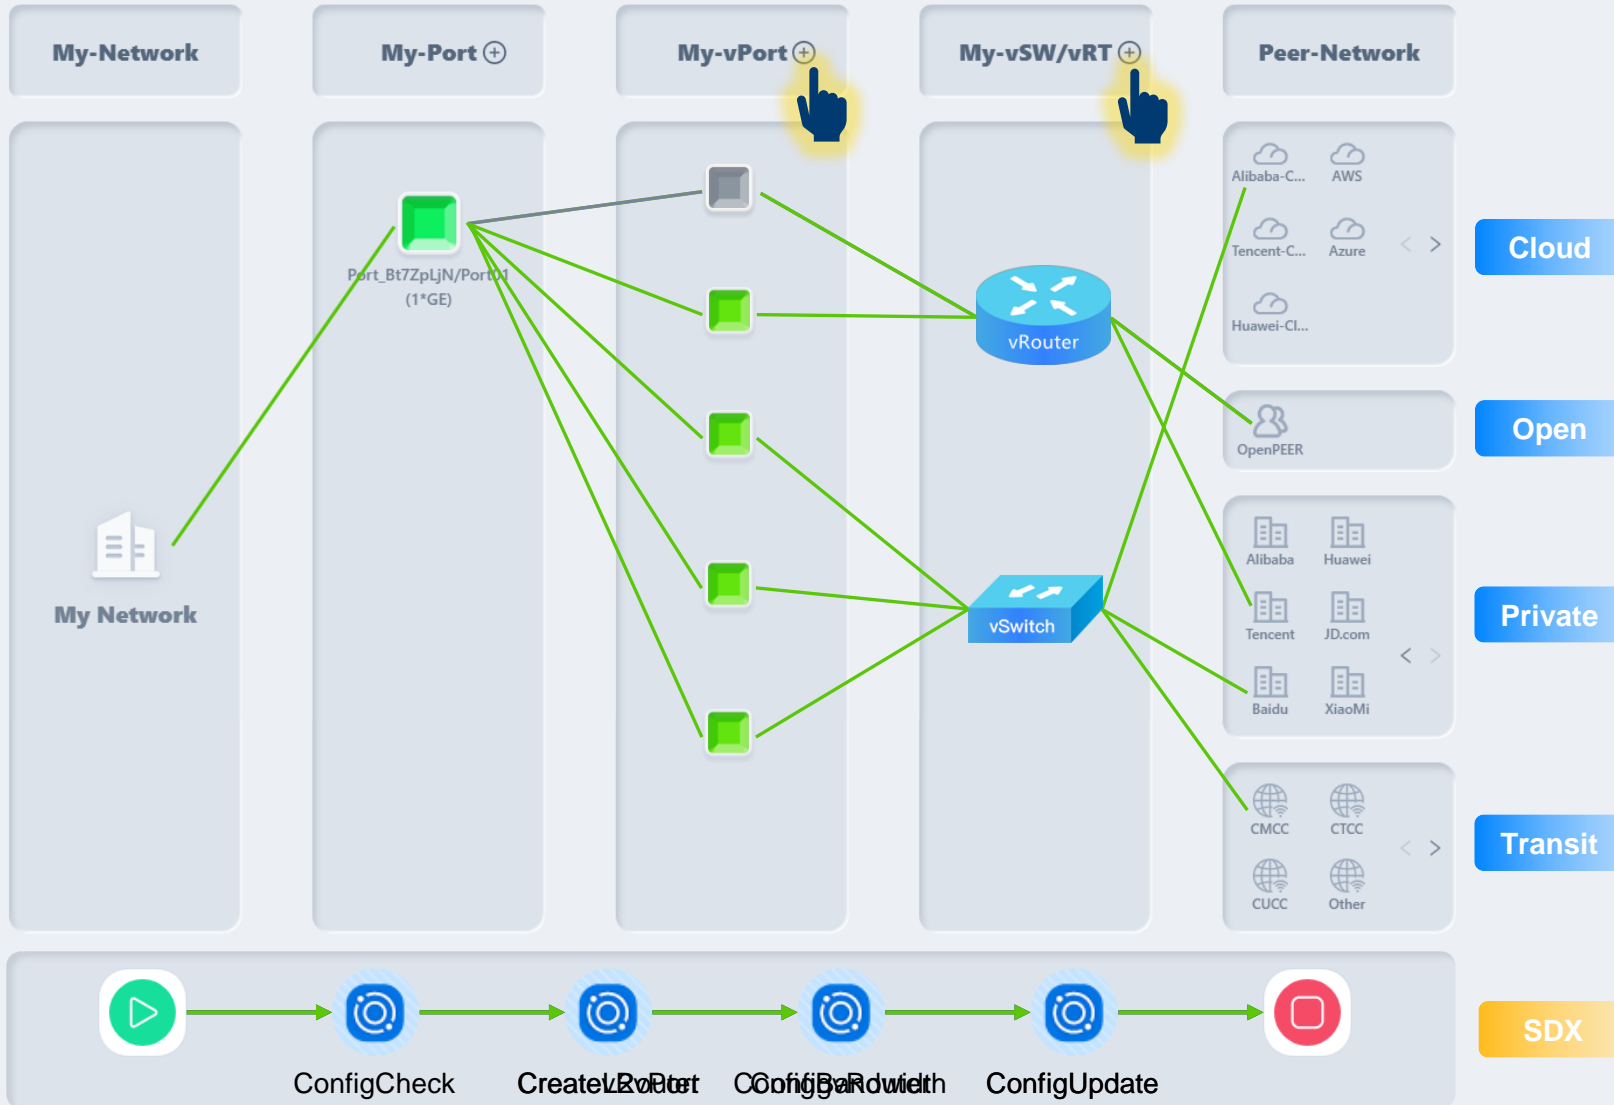 My-Network
My-Port
My-vPort
My-vSW/vRT
Peer-Network
Alibaba-C...
AWS
Tencent-C...
Azure
Huawei-Cl...
Cloud
Port_Bt7ZpLjN/Port01
(1*GE)
vRouter
OpenPEER
Open
My Network
vSwitch
Alibaba
Huawei
Tencent
JD.com
Baidu
XiaoMi
Private
CMCC
CTCC
CUCC
Other
Transit
SDX
ConfigCheck
ConfigUpdate